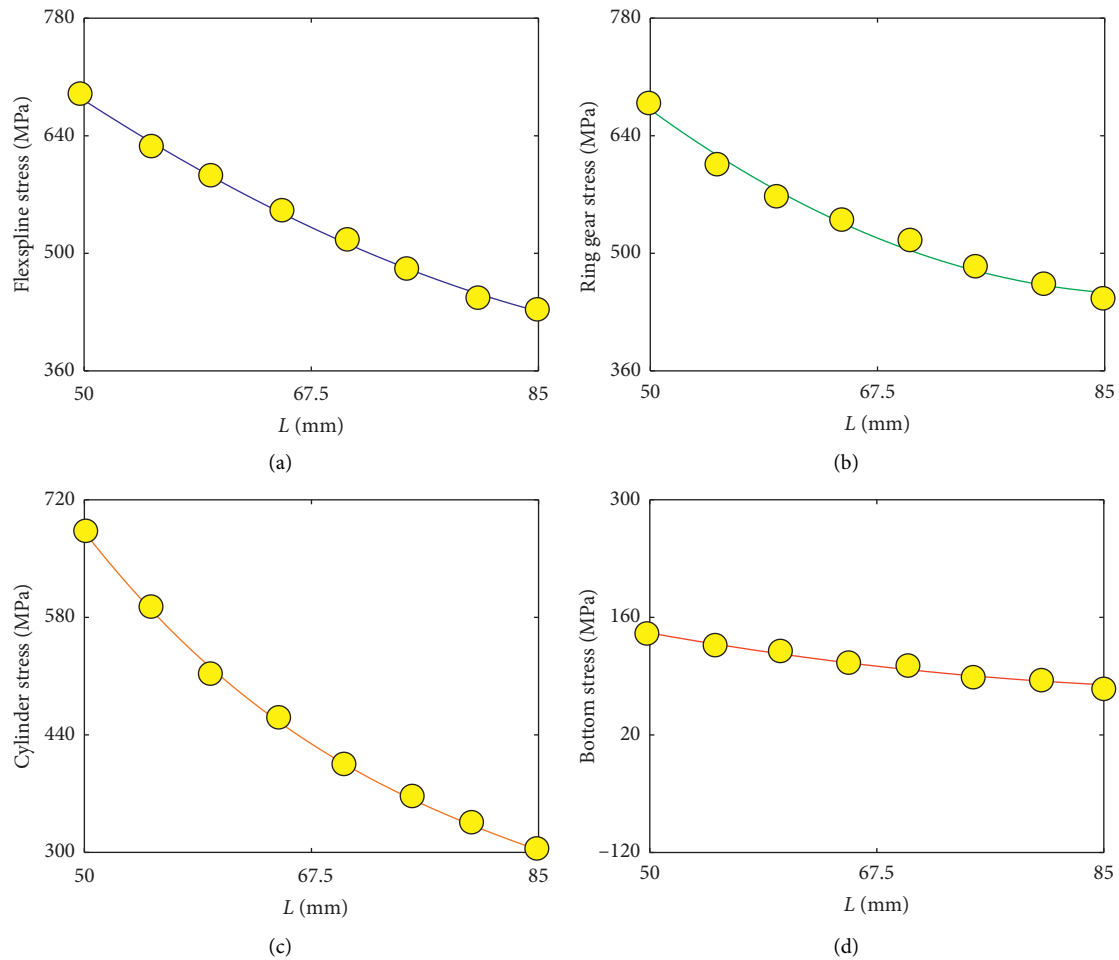 780
640
500
360
Flexspline stress (MPa)
50
67.5
85
L (mm)
(a)
780
640
500
360
Ring gear stress (MPa)
50
67.5
85
L (mm)
(b)
720
580
440
300
Cylinder stress (MPa)
50
67.5
85
L (mm)
(c)
300
160
20
−120
Bottom stress (MPa)
50
67.5
85
L (mm)
(d)